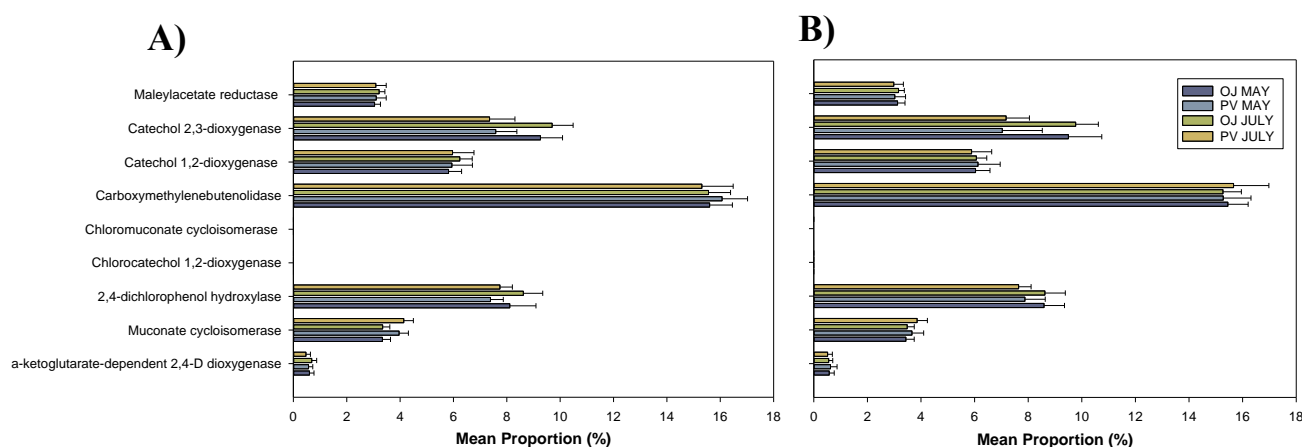 A)
B)
Maleylacetate reductase
Catechol 2,3-dioxygenase
Catechol 1,2-dioxygenase
Carboxymethylenebutenolidase
Chloromuconate cycloisomerase
Chlorocatechol 1,2-dioxygenase
2,4-dichlorophenol hydroxylase
Muconate cycloisomerase
a-ketoglutarate-dependent 2,4-D dioxygenase
0 2 4 6 8 10 12 14 16 18
Mean Proportion (%)
OJ MAY
PV MAY
OJ JULY
PV JULY
0 2 4 6 8 10 12 14 16 18
Mean Proportion (%)